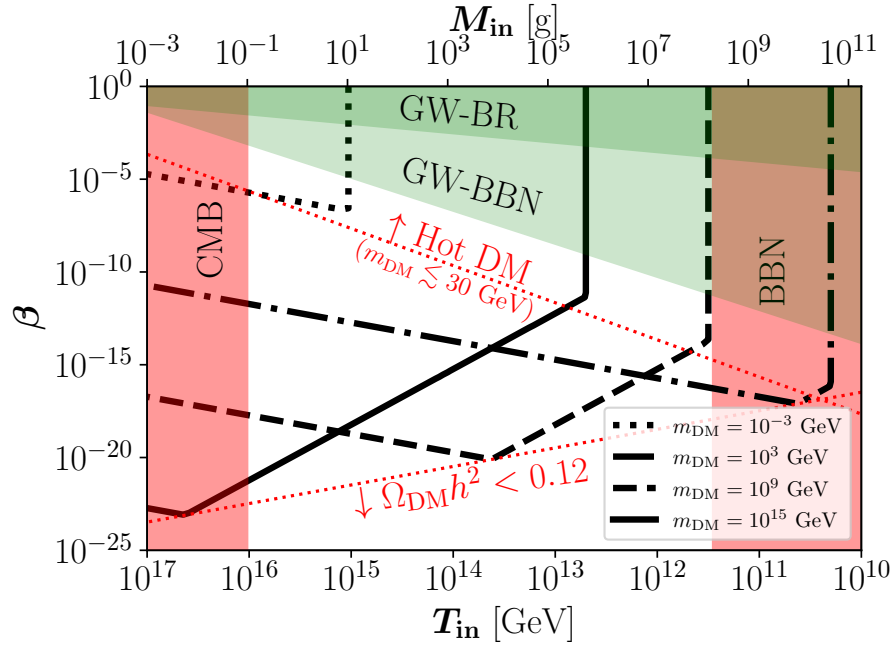 M_in [g]
10^−3 10^−1 10^1 10^3 10^5 10^7 10^9 10^11
β
10^0
10^−5
10^−10
10^−15
10^−20
10^−25
GW-BR
GW-BBN
CMB
BBN
↑ Hot DM
(m_DM ≲ 30 GeV)
↓ Ω_DM h^2 < 0.12
m_DM = 10^−3 GeV
m_DM = 10^3 GeV
m_DM = 10^9 GeV
m_DM = 10^15 GeV
10^17 10^16 10^15 10^14 10^13 10^12 10^11 10^10
T_in [GeV]